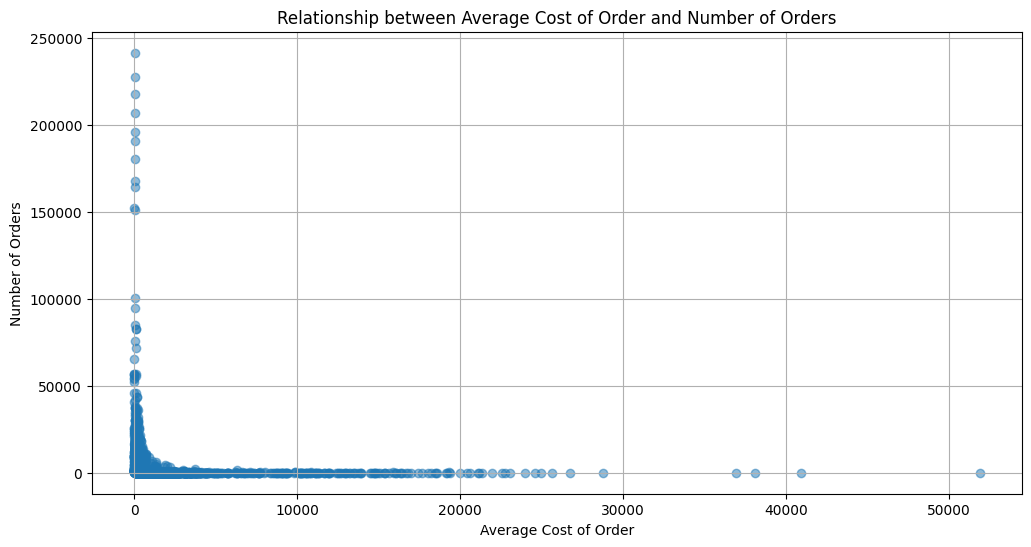 Relationship between Average Cost of Order and Number of Orders
250000
200000
150000
100000
50000
0
Number of Orders
0 10000 20000 30000 40000 50000
Average Cost of Order